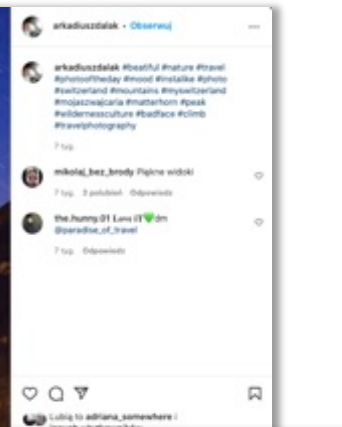 arkadiuszdalak • Obserwuj
arkadiuszdalak #beatiful #nature #travel
#photooftheday #mood #instalike #photo
#switzerland #mountains #myswitzerland
#mojaszwajcaria #matterhorn #peak
#wildernessculture #badface #climb
#travelphotography
7 tyg.
mikolaj_bez_brody Piękne widoki
7 tyg. 2 polubień Odpowiedz
the.hunny.01 Love iT💚dm
@paradise_of_travel
7 tyg. Odpowiedz
Lubią to adriana_somewhere i